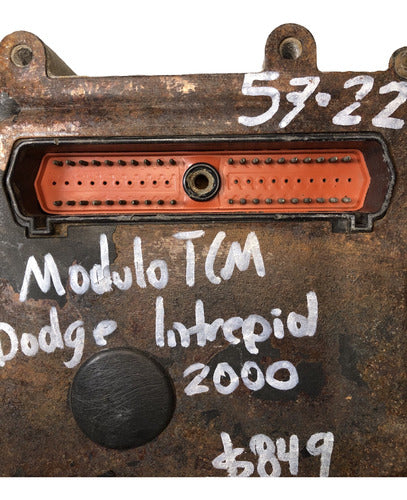 57-22
Modulo TCM
Dodge Intrepid
2000
$849